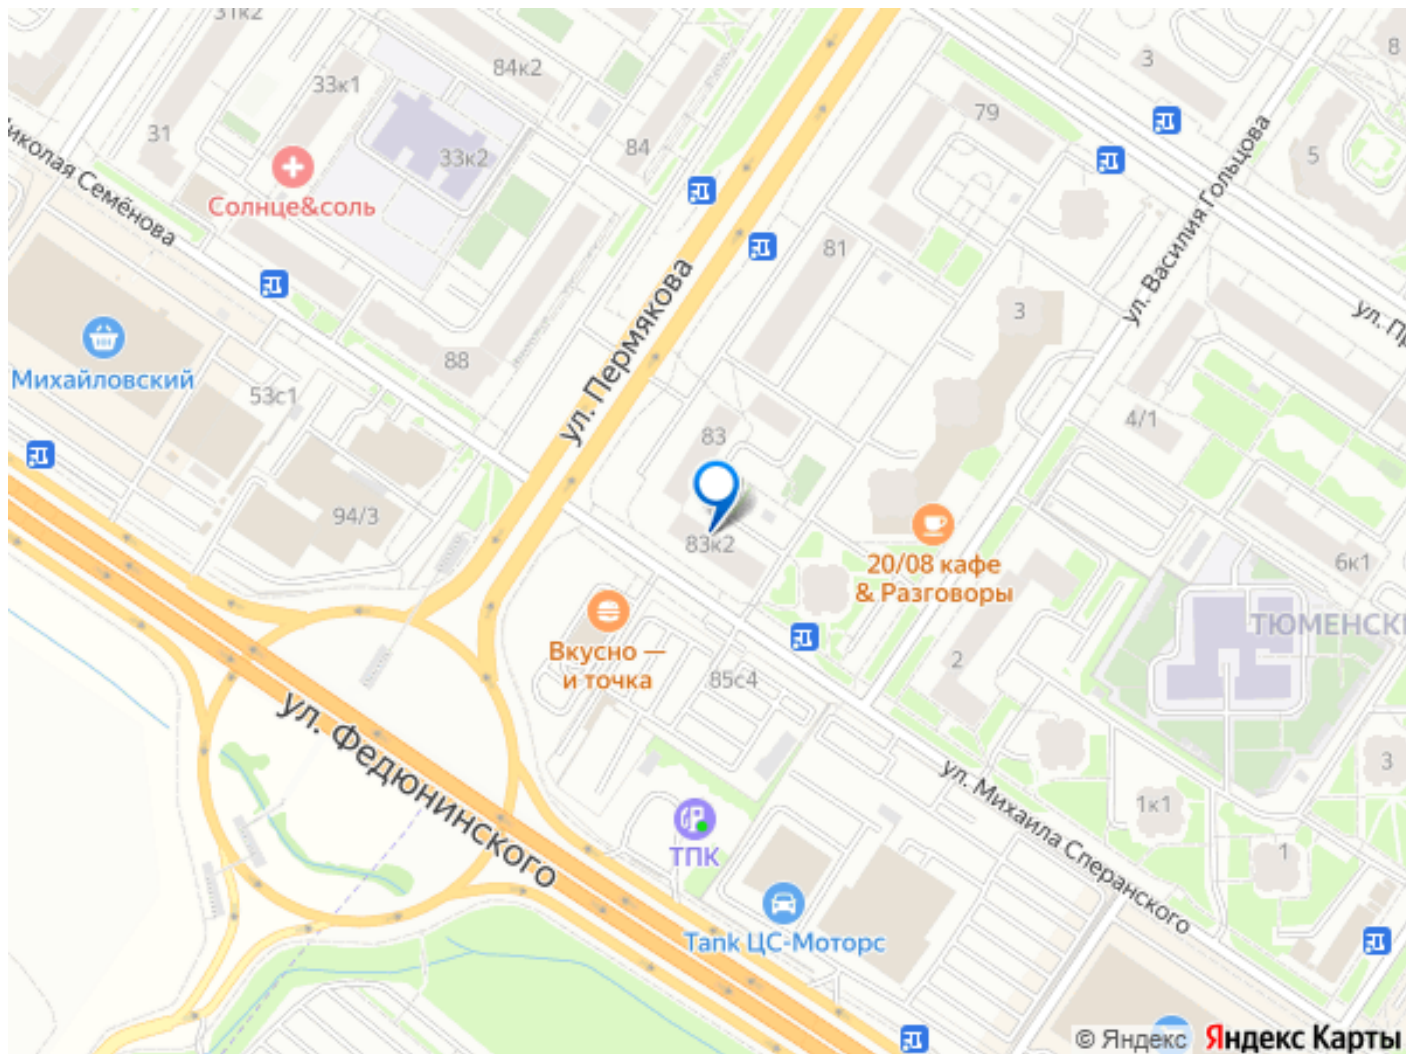 31к2
84к2
33к1
31
33к2
84
Солнце&соль
Николая Семёнова
Михайловский
53с1
88
94/3
ул. Пермякова
79
3
8
5
ул. Василия Гольцова
81
3
83
4/1
83к2
20/08 кафе
& Разговоры
6к1
Вкусно —
и точка
85с4
2
ТЮМЕНСК
ул. Федюнинского
ул. Михаила Сперанского
3
1к1
1
ТПК
Tank ЦС-Моторс
© Яндекс Яндекс Карты